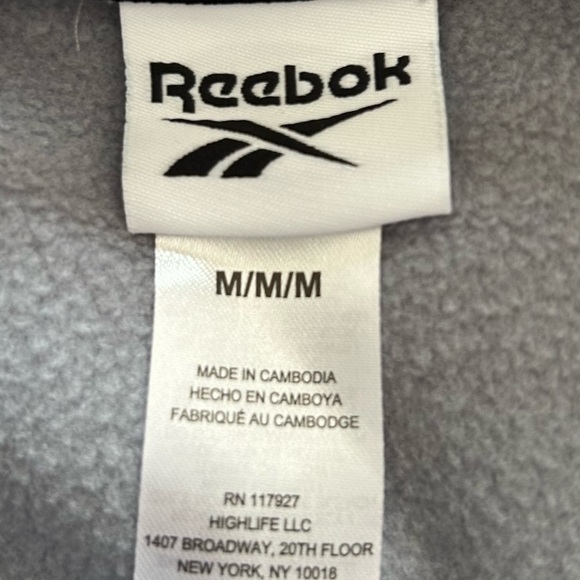 Reebok
M/M/M
MADE IN CAMBODIA
HECHO EN CAMBOYA
FABRIQUÉ AU CAMBODGE
RN 117927
HIGHLIFE LLC
1407 BROADWAY, 20TH FLOOR
NEW YORK, NY 10018